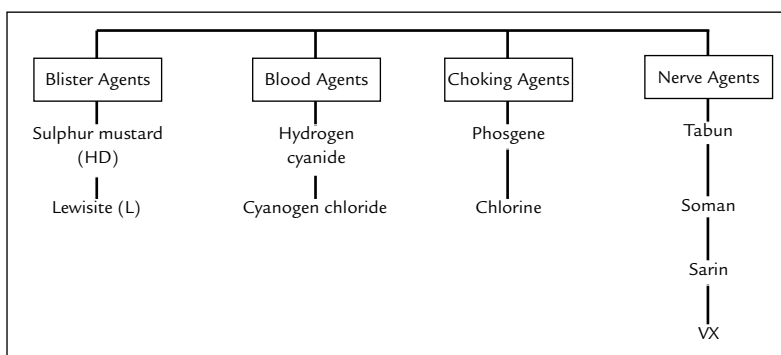 Blister Agents
Sulphur mustard
(HD)
Lewisite (L)
Blood Agents
Hydrogen
cyanide
Cyanogen chloride
Choking Agents
Phosgene
Chlorine
Nerve Agents
Tabun
Soman
Sarin
VX